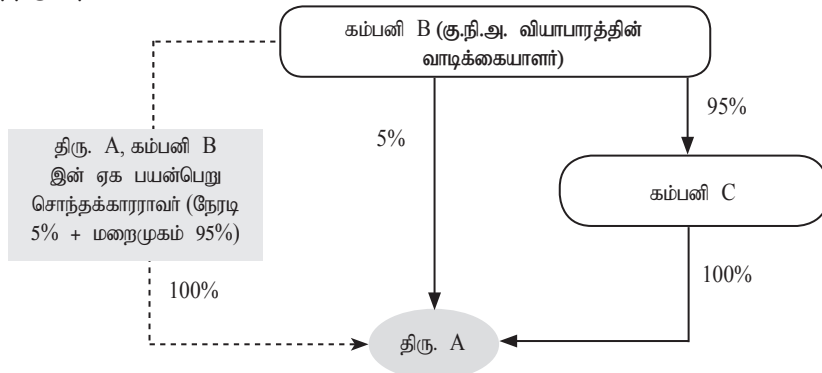 கம்பனி B (கு.நி.அ. வியாபாரத்தின்
வாடிக்கையாளர்)
95%
5%
திரு. A, கம்பனி B
இன் ஏக பயன்பெறு
சொந்தக்காரராவர் (நேரடி
5% + மறைமுகம் 95%)
கம்பனி C
100%
100%
திரு. A